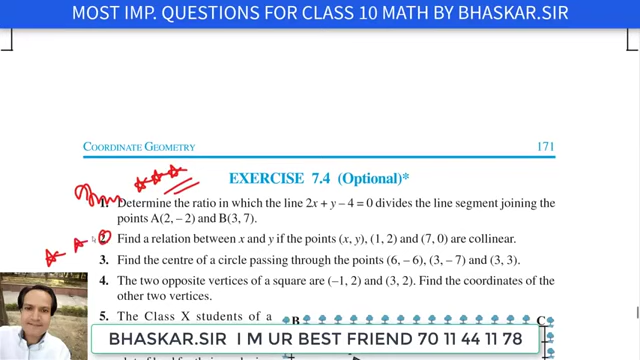 MOST IMP. QUESTIONS FOR CLASS 10 MATH BY BHASKAR.SIR
COORDINATE GEOMETRY 171
EXERCISE 7.4 (Optional)*
1. Determine the ratio in which the line 2x + y – 4 = 0 divides the line segment joining the points A(2, – 2) and B(3, 7).
2. Find a relation between x and y if the points (x, y), (1, 2) and (7, 0) are collinear.
3. Find the centre of a circle passing through the points (6, – 6), (3, – 7) and (3, 3).
4. The two opposite vertices of a square are (–1, 2) and (3, 2). Find the coordinates of the other two vertices.
5. The Class X students of a
B C
BHASKAR.SIR I M UR BEST FRIEND 70 11 44 11 78